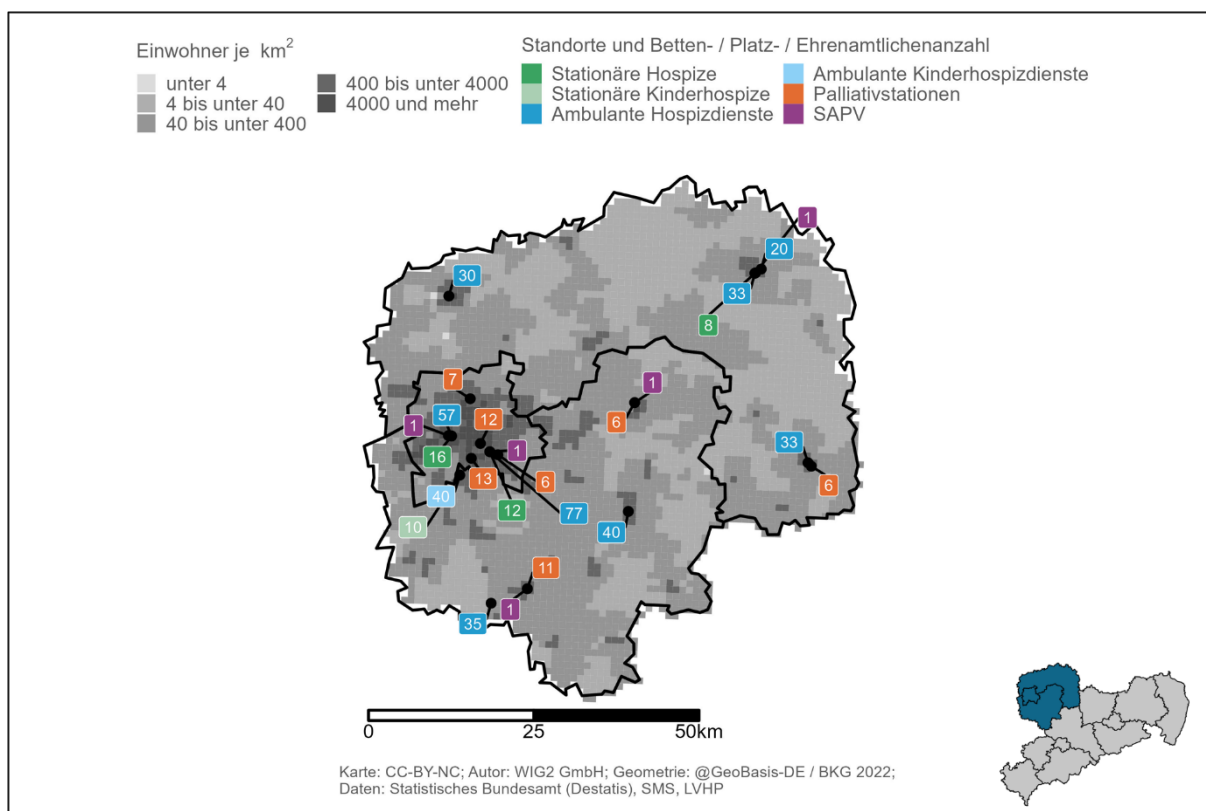 Einwohner je km²
unter 4
4 bis unter 40
40 bis unter 400
400 bis unter 4000
4000 und mehr
Standorte und Betten- / Platz- / Ehrenamtlichenanzahl
Stationäre Hospize
Stationäre Kinderhospize
Ambulante Hospizdienste
Ambulante Kinderhospizdienste
Palliativstationen
SAPV
1
20
30
33
8
7
1
57
12
6
1
33
16
1
13
6
6
40
12
77
10
40
11
1
35
0
25
50km
Karte: CC-BY-NC; Autor: WIG2 GmbH; Geometrie: @GeoBasis-DE / BKG 2022;
Daten: Statistisches Bundesamt (Destatis), SMS, LVHP